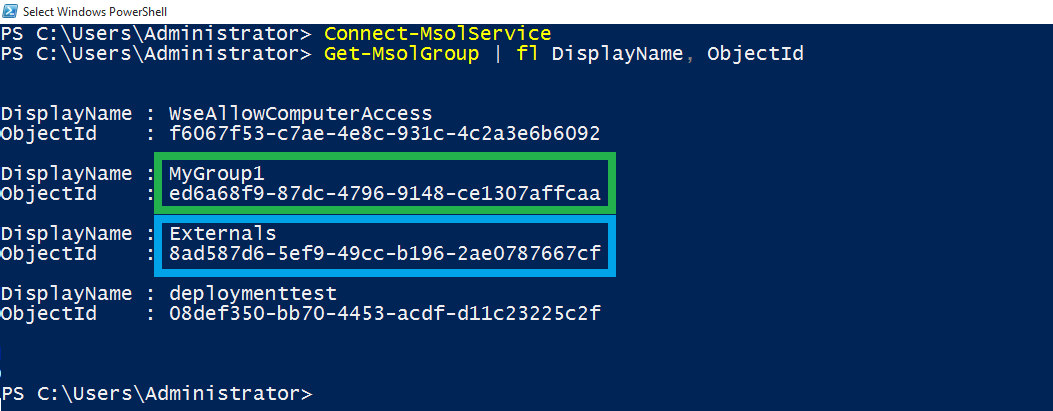 Select Windows PowerShell
PS C:\Users\Administrator> Connect-MsolService
PS C:\Users\Administrator> Get-MsolGroup | fl DisplayName, ObjectId
DisplayName : WseAllowComputerAccess
ObjectId    : f6067f53-c7ae-4e8c-931c-4c2a3e6b6092
DisplayName : MyGroup1
ObjectId    : ed6a68f9-87dc-4796-9148-ce1307affcaa
DisplayName : Externals
ObjectId    : 8ad587d6-5ef9-49cc-b196-2ae0787667cf
DisplayName : deploymenttest
ObjectId    : 08def350-bb70-4453-acdf-d11c23225c2f
PS C:\Users\Administrator>